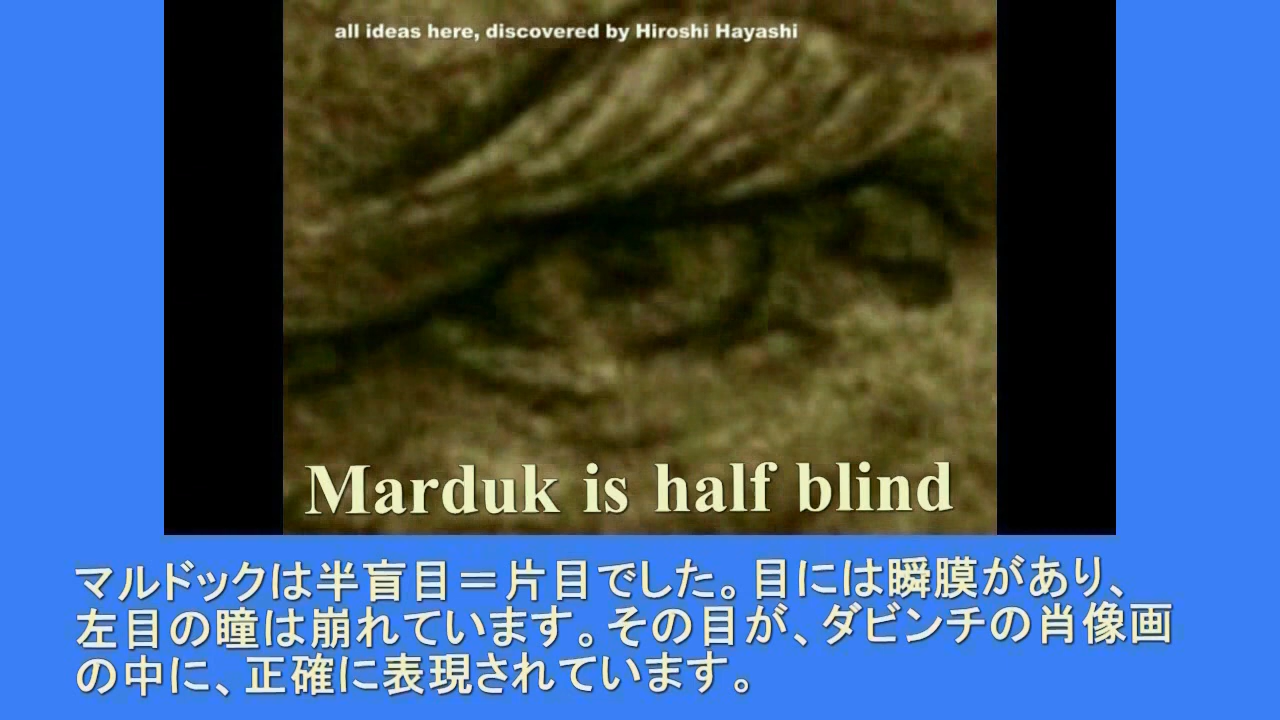 all ideas here, discovered by Hiroshi Hayashi
Marduk is half blind
マルドックは半盲目＝片目でした。目には瞬膜があり、
左目の瞳は崩れています。その目が、ダビンチの肖像画
の中に、正確に表現されています。